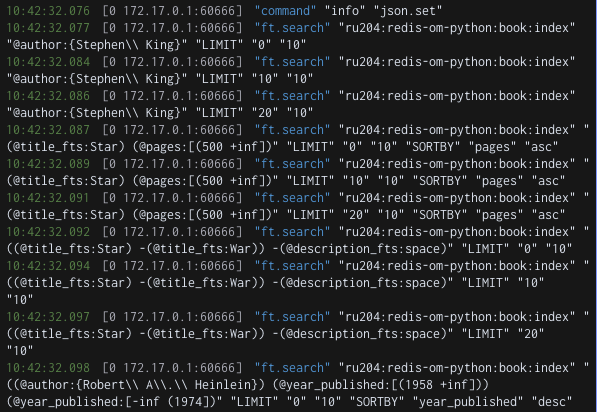 10:42:32.076 [0 172.17.0.1:60666] "command" "info" "json.set"
10:42:32.077 [0 172.17.0.1:60666] "ft.search" "ru204:redis-om-python:book:index"
"@author:{Stephen\\ King}" "LIMIT" "0" "10"
10:42:32.084 [0 172.17.0.1:60666] "ft.search" "ru204:redis-om-python:book:index"
"@author:{Stephen\\ King}" "LIMIT" "10" "10"
10:42:32.086 [0 172.17.0.1:60666] "ft.search" "ru204:redis-om-python:book:index"
"@author:{Stephen\\ King}" "LIMIT" "20" "10"
10:42:32.087 [0 172.17.0.1:60666] "ft.search" "ru204:redis-om-python:book:index" "
(@title_fts:Star) (@pages:[(500 +inf])" "LIMIT" "0" "10" "SORTBY" "pages" "asc"
10:42:32.089 [0 172.17.0.1:60666] "ft.search" "ru204:redis-om-python:book:index" "
(@title_fts:Star) (@pages:[(500 +inf])" "LIMIT" "10" "10" "SORTBY" "pages" "asc"
10:42:32.091 [0 172.17.0.1:60666] "ft.search" "ru204:redis-om-python:book:index" "
(@title_fts:Star) (@pages:[(500 +inf])" "LIMIT" "20" "10" "SORTBY" "pages" "asc"
10:42:32.092 [0 172.17.0.1:60666] "ft.search" "ru204:redis-om-python:book:index" "
((@title_fts:Star) -(@title_fts:War)) -(@description_fts:space)" "LIMIT" "0" "10"
10:42:32.094 [0 172.17.0.1:60666] "ft.search" "ru204:redis-om-python:book:index" "
((@title_fts:Star) -(@title_fts:War)) -(@description_fts:space)" "LIMIT" "10"
"10"
10:42:32.097 [0 172.17.0.1:60666] "ft.search" "ru204:redis-om-python:book:index" "
((@title_fts:Star) -(@title_fts:War)) -(@description_fts:space)" "LIMIT" "20"
"10"
10:42:32.098 [0 172.17.0.1:60666] "ft.search" "ru204:redis-om-python:book:index" "
((@author:{Robert\\ A\\.\\ Heinlein}) (@year_published:[(1958 +inf]))
(@year_published:[-inf (1974])" "LIMIT" "0" "10" "SORTBY" "year_published" "desc"